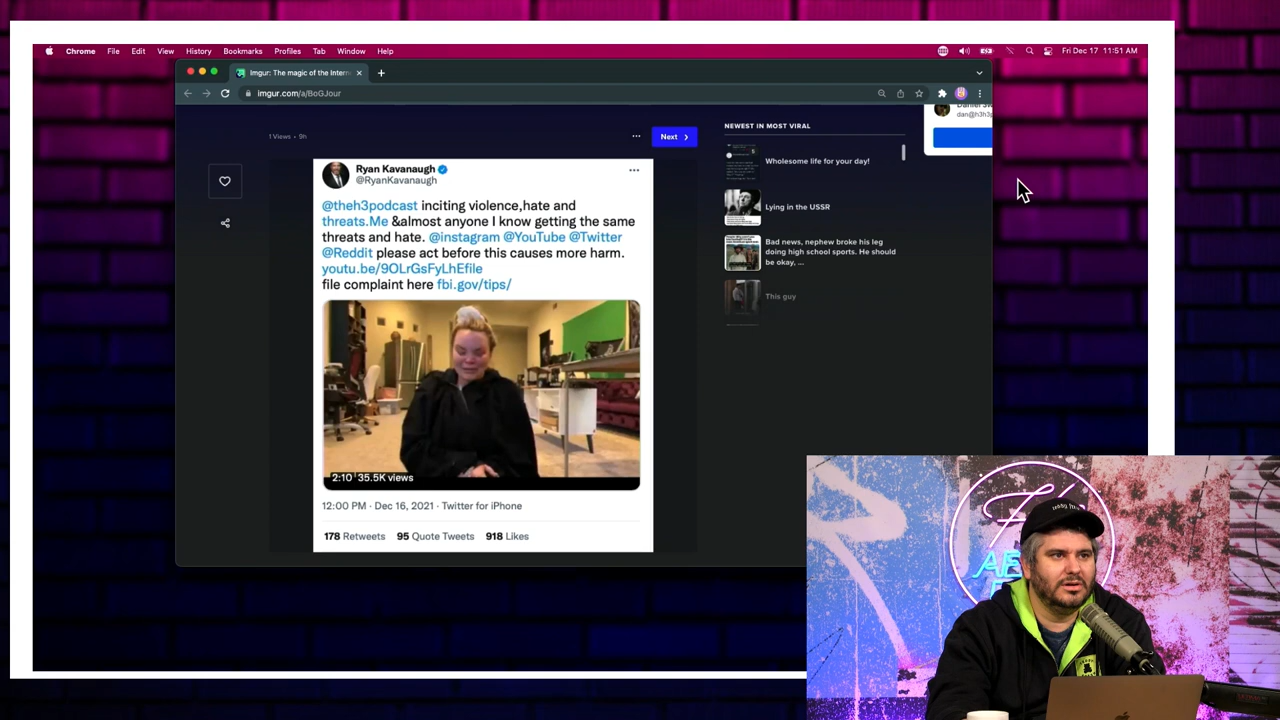 Chrome File Edit View History Bookmarks Profiles Tab Window Help
Fri Dec 17 11:51 AM
Imgur: The magic of the Intern
imgur.com/a/BoGJour
1 Views • 9h
Next
Ryan Kavanaugh
@RyanKavanaugh
@theh3podcast inciting violence,hate and
threats.Me &almost anyone I know getting the same
threats and hate. @instagram @YouTube @Twitter
@Reddit please act before this causes more harm.
youtu.be/9OLrGsFyLhEfile
file complaint here fbi.gov/tips/
2:10 35.5K views
12:00 PM · Dec 16, 2021 · Twitter for iPhone
178 Retweets 95 Quote Tweets 918 Likes
dan@h3h3p
NEWEST IN MOST VIRAL
Wholesome life for your day!
Lying in the USSR
Bad news, nephew broke his leg
doing high school sports. He should
be okay, ...
This guy